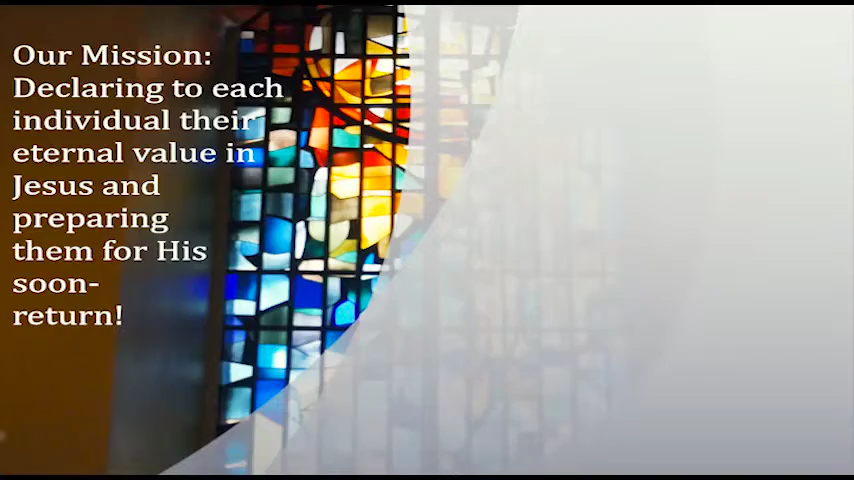 Our Mission:
Declaring to each
individual their
eternal value in
Jesus and
preparing
them for His
soon-
return!